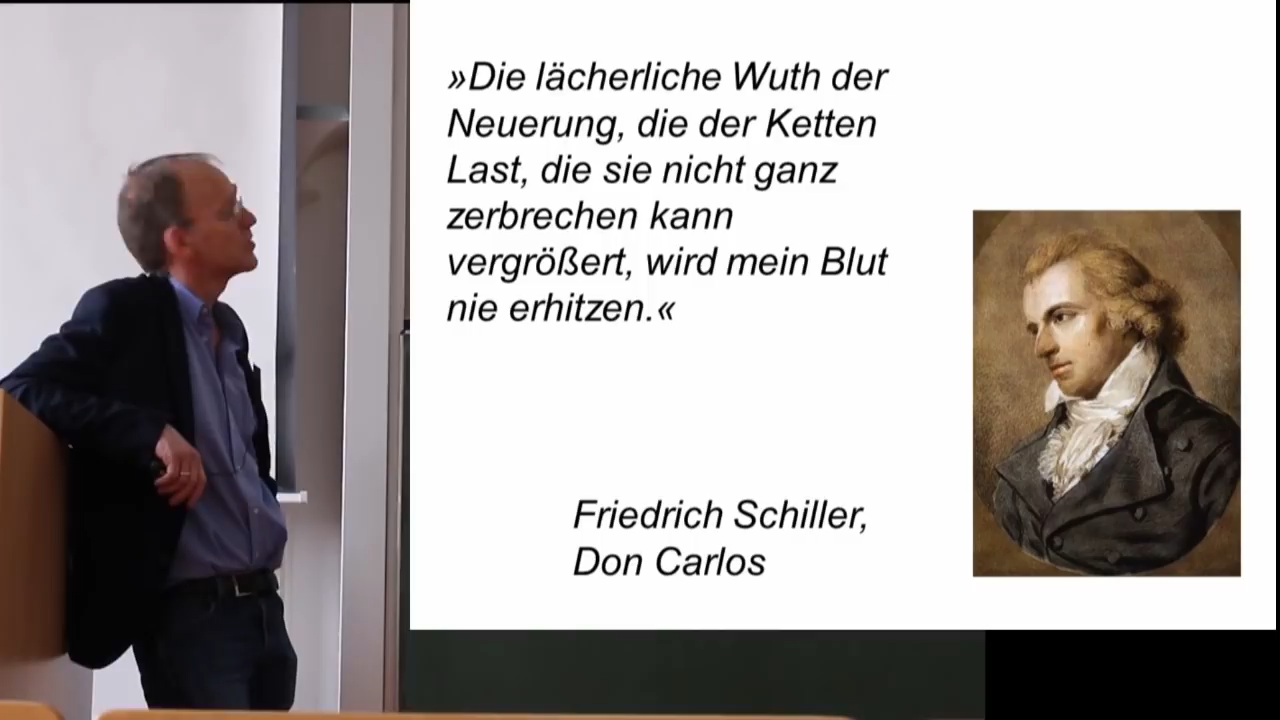 »Die lächerliche Wuth der
Neuerung, die der Ketten
Last, die sie nicht ganz
zerbrechen kann
vergrößert, wird mein Blut
nie erhitzen.«
Friedrich Schiller,
Don Carlos